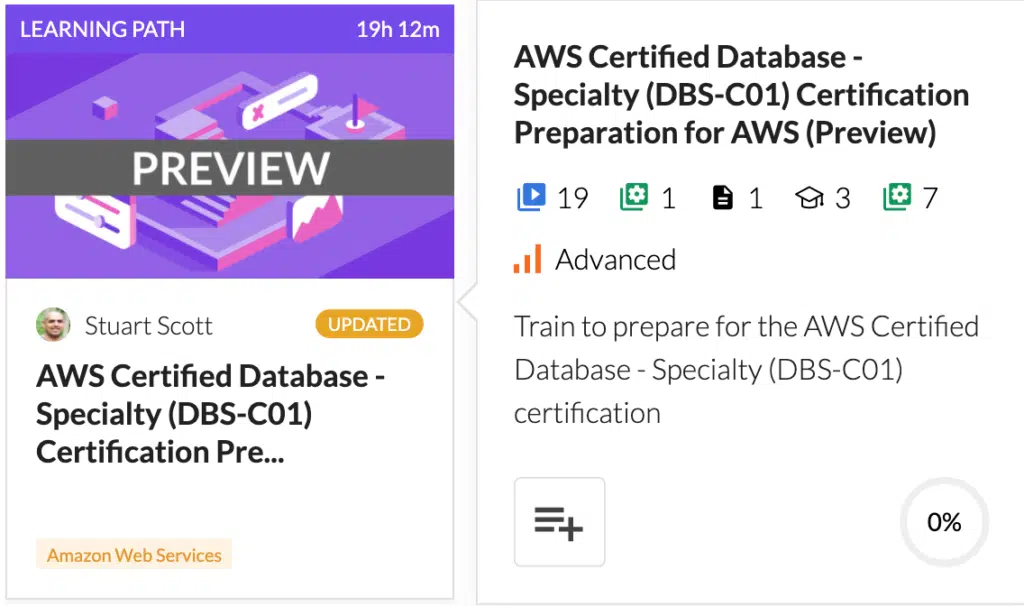 LEARNING PATH 19h 12m
PREVIEW
Stuart Scott UPDATED
AWS Certified Database -
Specialty (DBS-C01)
Certification Pre...
Amazon Web Services
AWS Certified Database -
Specialty (DBS-C01) Certification
Preparation for AWS (Preview)
19 1 1 3 7
Advanced
Train to prepare for the AWS Certified
Database - Specialty (DBS-C01)
certification
0%